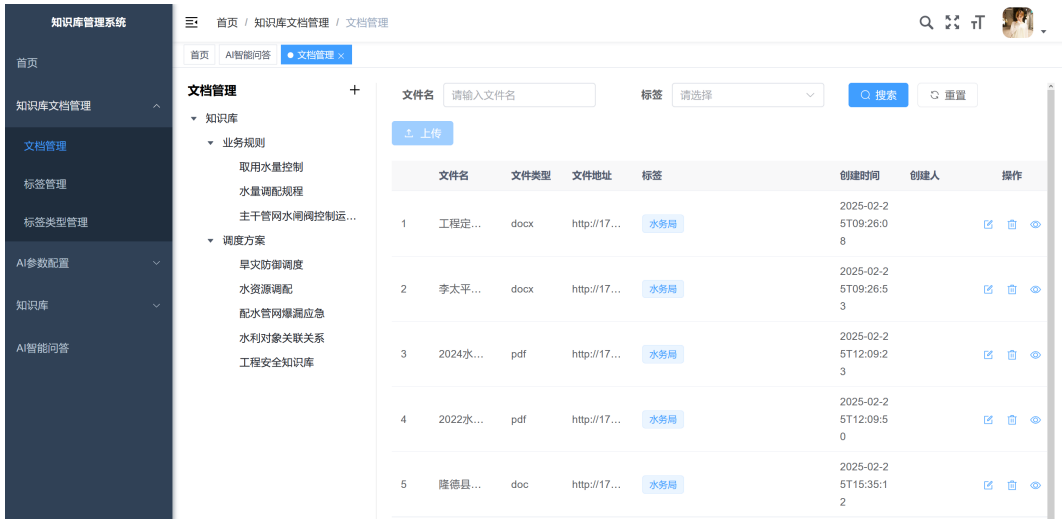 知识库管理系统
首页 / 知识库文档管理 / 文档管理
首页
AI智能问答
文档管理 ×
首页
知识库文档管理
文档管理
标签管理
标签类型管理
AI参数配置
知识库
AI智能问答
文档管理 +
知识库
业务规则
取用水量控制
水量调配规程
主干管网水闸阀控制运...
调度方案
旱灾防御调度
水资源调配
配水管网爆漏应急
水利对象关联关系
工程安全知识库
文件名 请输入文件名 标签 请选择 搜索 重置
上传
文件名 文件类型 文件地址 标签 创建时间 创建人 操作
1 工程定... docx http://17... 水务局 2025-02-2
5T09:26:0
8
2 李太平... docx http://17... 水务局 2025-02-2
5T09:26:5
3
3 2024水... pdf http://17... 水务局 2025-02-2
5T12:09:2
3
4 2022水... pdf http://17... 水务局 2025-02-2
5T12:09:5
0
5 隆德县... doc http://17... 水务局 2025-02-2
5T15:35:1
2